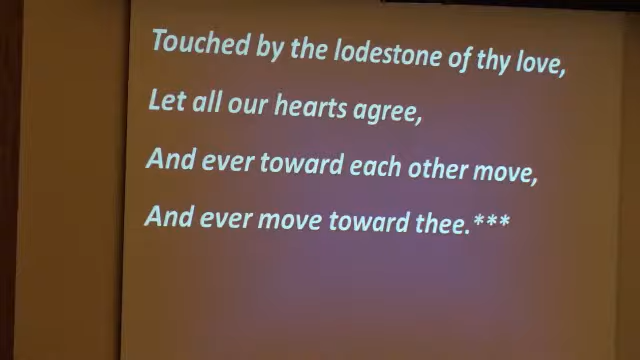 Touched by the lodestone of thy love,
Let all our hearts agree,
And ever toward each other move,
And ever move toward thee.***